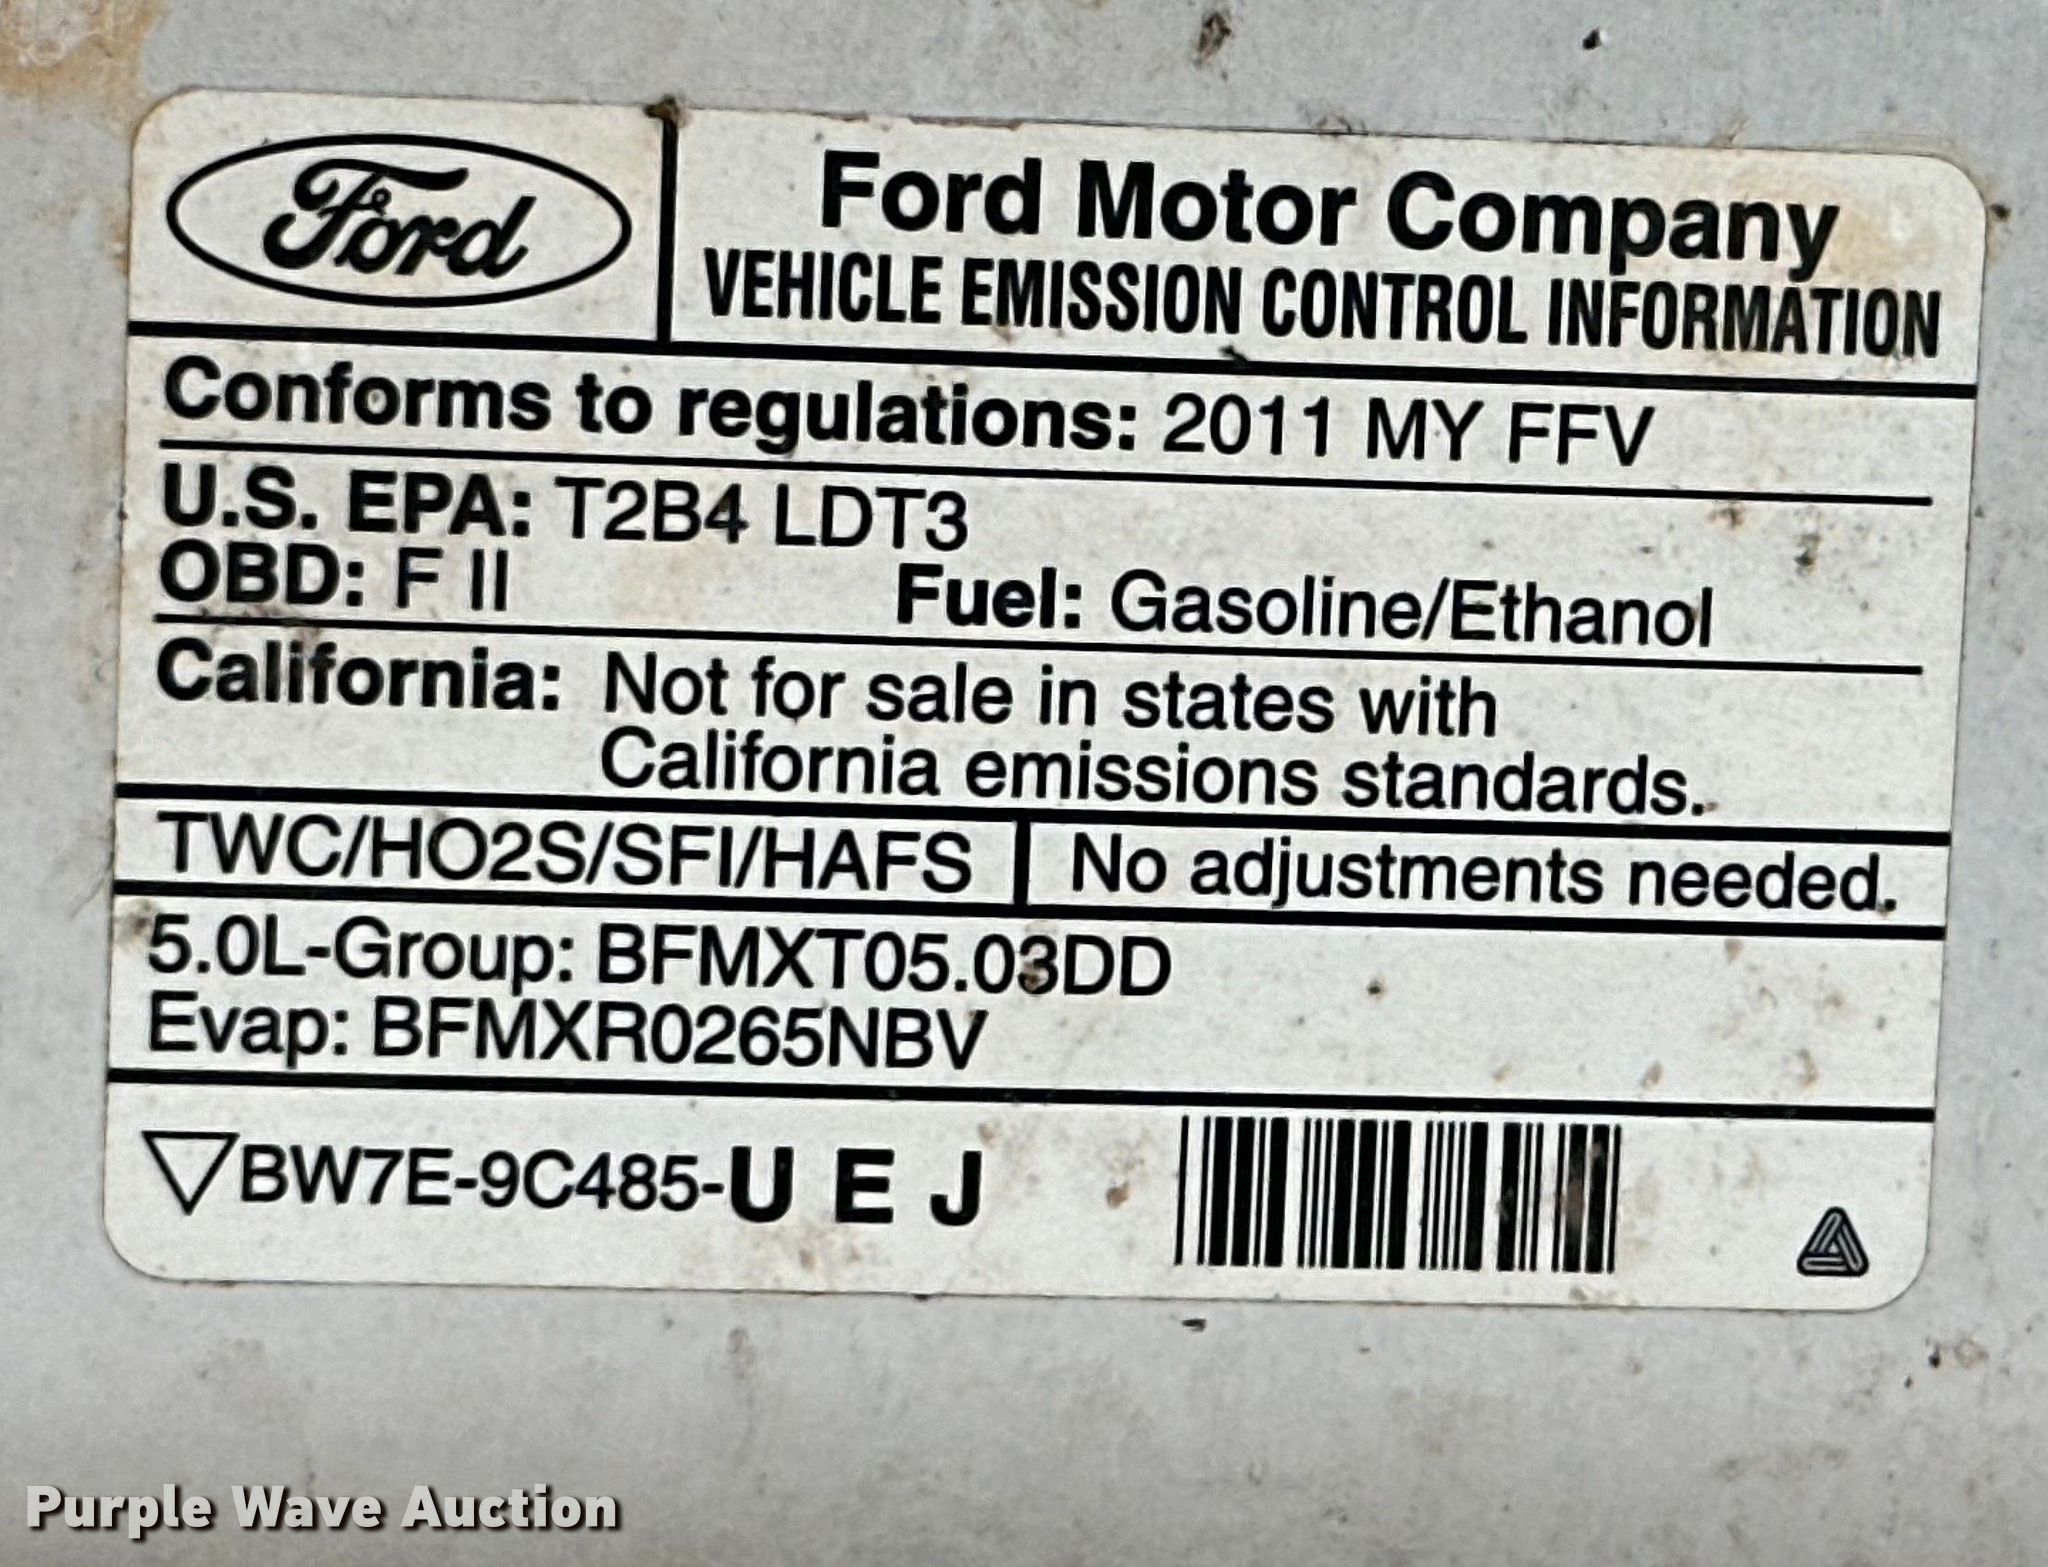 Ford
Ford Motor Company
VEHICLE EMISSION CONTROL INFORMATION
Conforms to regulations: 2011 MY FFV
U.S. EPA: T2B4 LDT3
OBD: F II Fuel: Gasoline/Ethanol
California: Not for sale in states with
California emissions standards.
TWC/HO2S/SFI/HAFS No adjustments needed.
5.0L-Group: BFMXT05.03DD
Evap: BFMXR0265NBV
BW7E-9C485-U E J
Purple Wave Auction